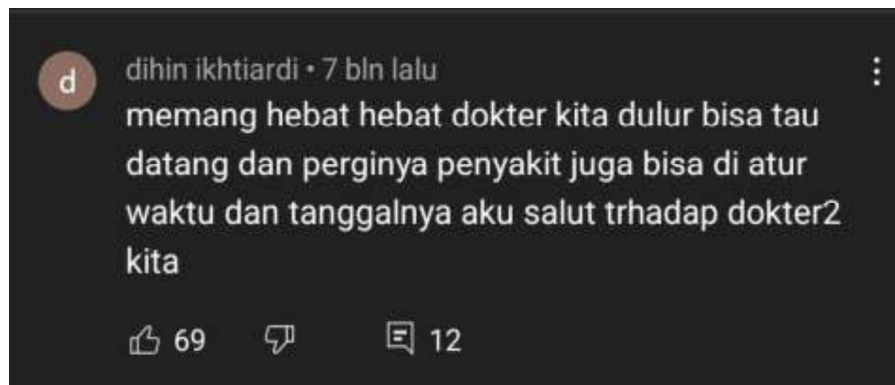 d
dihin ikhtiardi • 7 bln lalu
memang hebat hebat dokter kita dulur bisa tau
datang dan perginya penyakit juga bisa di atur
waktu dan tanggalnya aku salut trhadap dokter2
kita
69
12